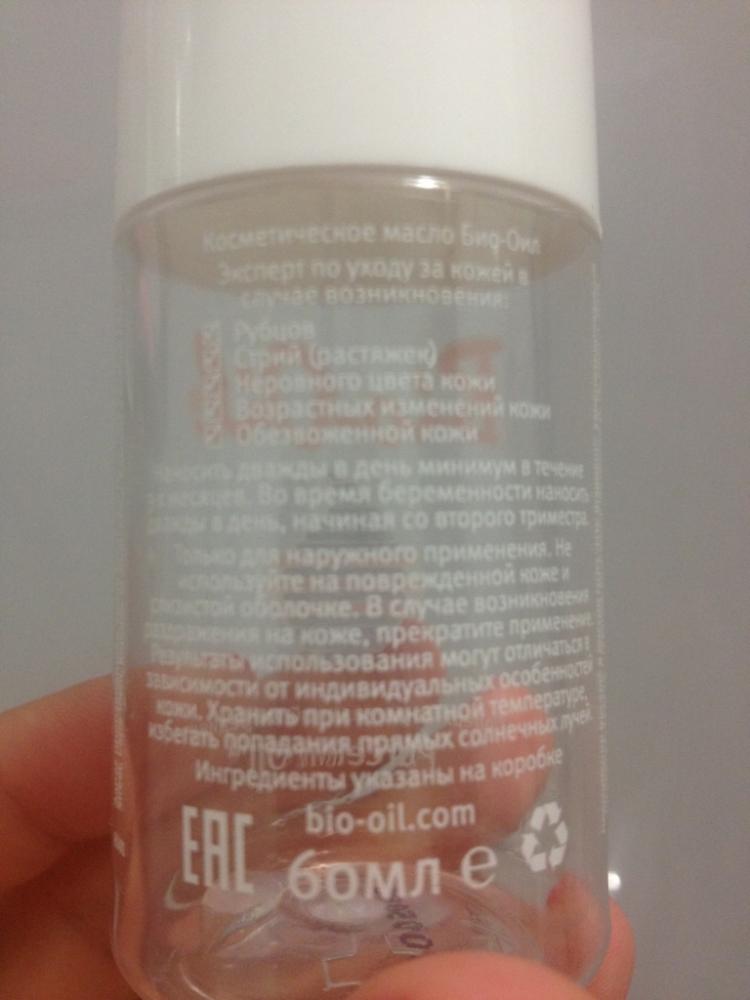 Косметическое масло Био-Оил
Эксперт по уходу за кожей в
случае возникновения:
Рубцов
Стрий (растяжек)
Неровного цвета кожи
Возрастных изменений кожи
Обезвоженной кожи
Наносить дважды в день минимум в течение
месяцев. Во время беременности наносить
дважды в день, начиная со второго триместра.
Только для наружного применения. Не
используйте на поврежденной коже и
слизистой оболочке. В случае возникновения
раздражения на коже, прекратите применение.
Результаты использования могут отличаться в
зависимости от индивидуальных особенностей
кожи. Хранить при комнатной температуре,
избегать попадания прямых солнечных лучей.
Ингредиенты указаны на коробке
bio-oil.com
EAC 60мл e